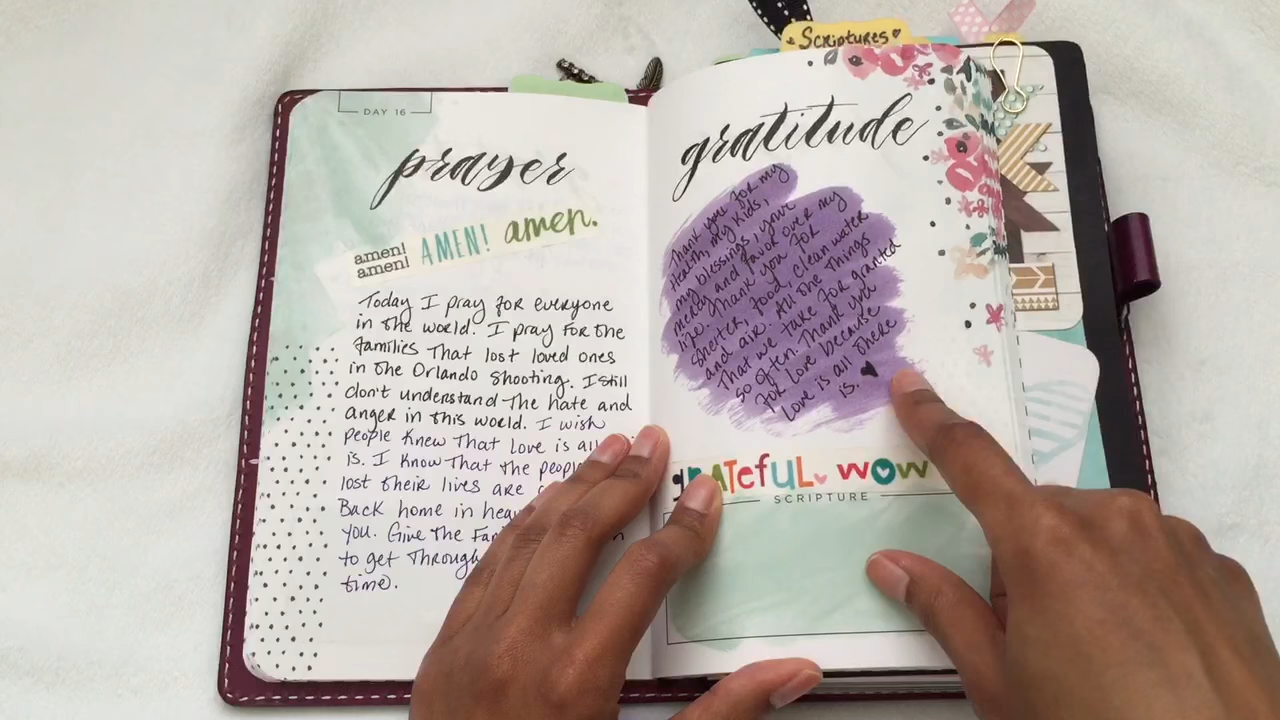 Scriptures
DAY 16
prayer
amen!
amen!
AMEN!
amen.
Today I pray for everyone
in the world. I pray for the
families That lost loved ones
in the Orlando Shooting. I still
don't understand The hate and
anger in this world. I wish
people knew That Love is all
is. I know That the people
lost their lives are
Back home in
you. Give The
to get Through
time.
gratitude
Thank you for my
Health, my kids,
my blessings, your
mercy and favor over my
life. Thank you for
shelter, food, clean water
and air. All the Things
That we take for granted
so often. Thank you
for Love because
Love is all there
is.
grateful
wow
SCRIPTURE